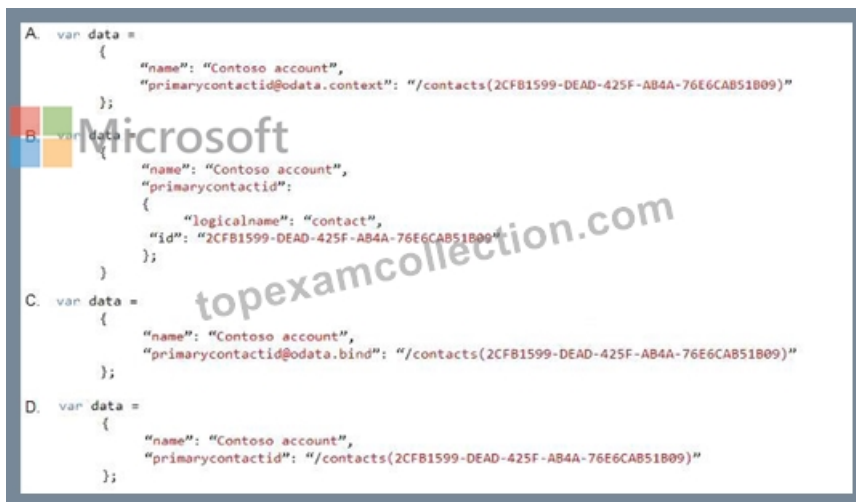 A. var data =
{
“name”: “Contoso account”,
“primarycontactid@odata.context”: “/contacts(2CFB1599-DEAD-425F-AB4A-76E6CAB51B09)”
};
Microsoft
B. var data =
{
“name”: “Contoso account”,
“primarycontactid”:
{
“logicalname”: “contact”,
“id”: “2CFB1599-DEAD-425F-AB4A-76E6CAB51B09”
};
}
topexamcollection.com
C. var data =
{
“name”: “Contoso account”,
“primarycontactid@odata.bind”: “/contacts(2CFB1599-DEAD-425F-AB4A-76E6CAB51B09)”
};
D. var data =
{
“name”: “Contoso account”,
“primarycontactid”: “/contacts(2CFB1599-DEAD-425F-AB4A-76E6CAB51B09)”
};